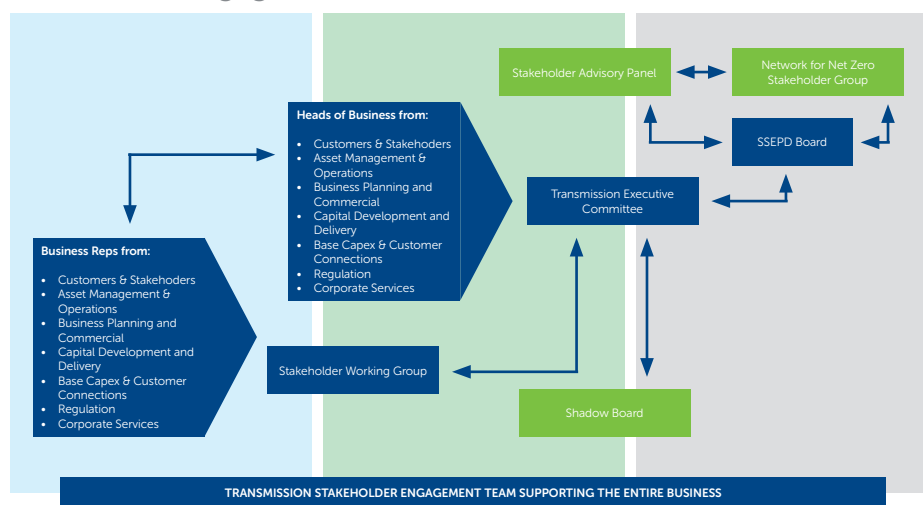 Stakeholder Advisory Panel
Network for Net Zero
Stakeholder Group
SSEPD Board
Heads of Business from:
• Customers & Stakehoders
• Asset Management &
Operations
• Business Planning and
Commercial
• Capital Development and
Delivery
• Base Capex & Customer
Connections
• Regulation
• Corporate Services
Transmission Executive
Committee
Business Reps from:
• Customers & Stakehoders
• Asset Management &
Operations
• Business Planning and
Commercial
• Capital Development and
Delivery
• Base Capex & Customer
Connections
• Regulation
• Corporate Services
Stakeholder Working Group
Shadow Board
TRANSMISSION STAKEHOLDER ENGAGEMENT TEAM SUPPORTING THE ENTIRE BUSINESS